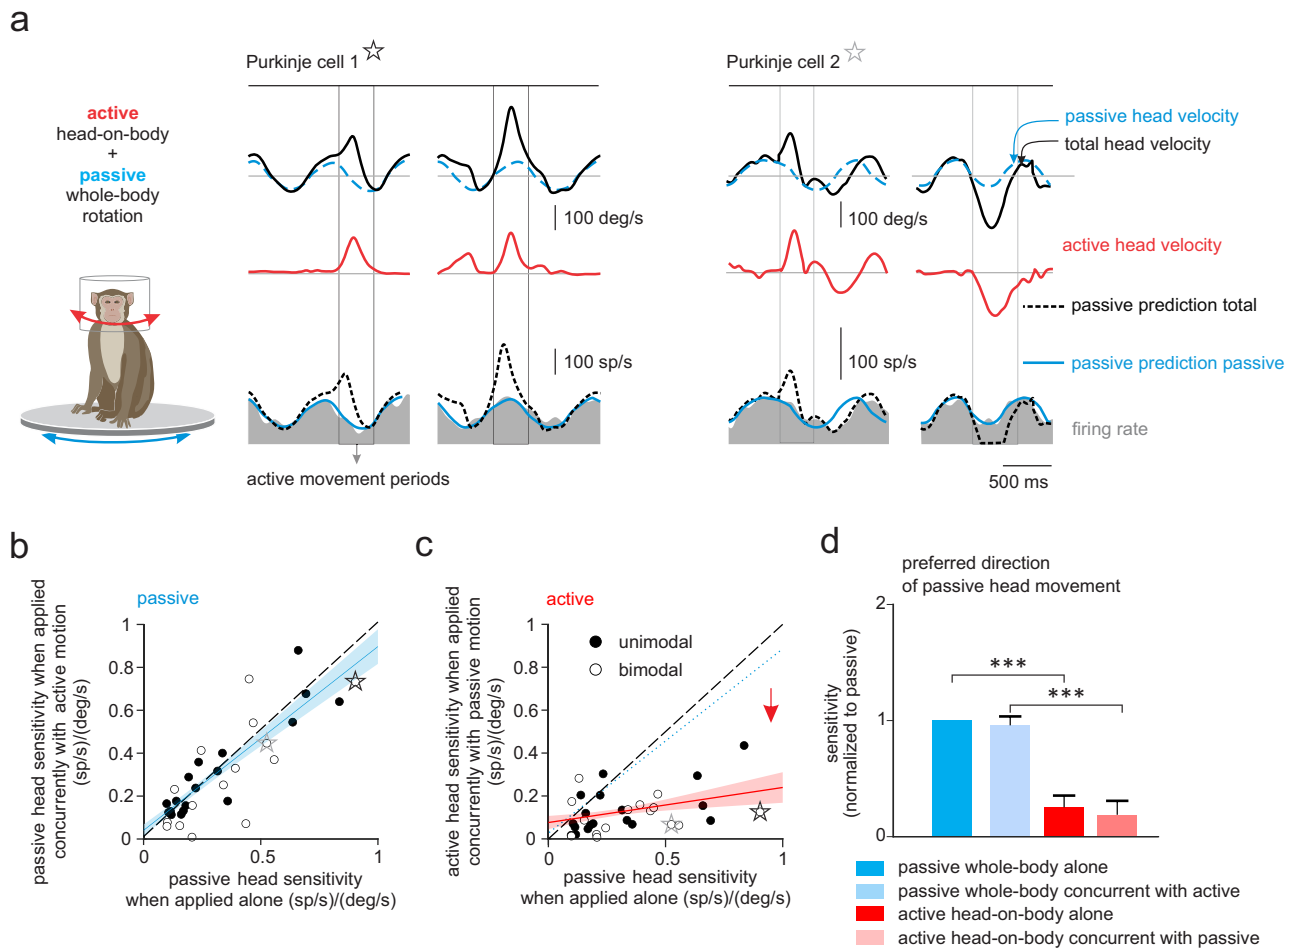 a
Purkinje cell 1
Purkinje cell 2
active
head-on-body
+
passive
whole-body
rotation
passive head velocity
total head velocity
100 deg/s
100 deg/s
active head velocity
passive prediction total
100 sp/s
100 sp/s
passive prediction passive
firing rate
active movement periods
500 ms
b
passive head sensitivity when applied
concurrently with active motion
(sp/s)/(deg/s)
passive
1
0.8
0.6
0.4
0.2
0
0
0.5
1
passive head sensitivity
when applied alone (sp/s)/(deg/s)
c
active head sensitivity when applied
concurrently with passive motion
(sp/s)/(deg/s)
active
unimodal
bimodal
1
0.8
0.6
0.4
0.2
0
0
0.5
1
passive head sensitivity
when applied alone (sp/s)/(deg/s)
d
preferred direction
of passive head movement
sensitivity
(normalized to passive)
2
1
0
***
***
passive whole-body alone
passive whole-body concurrent with active
active head-on-body alone
active head-on-body concurrent with passive